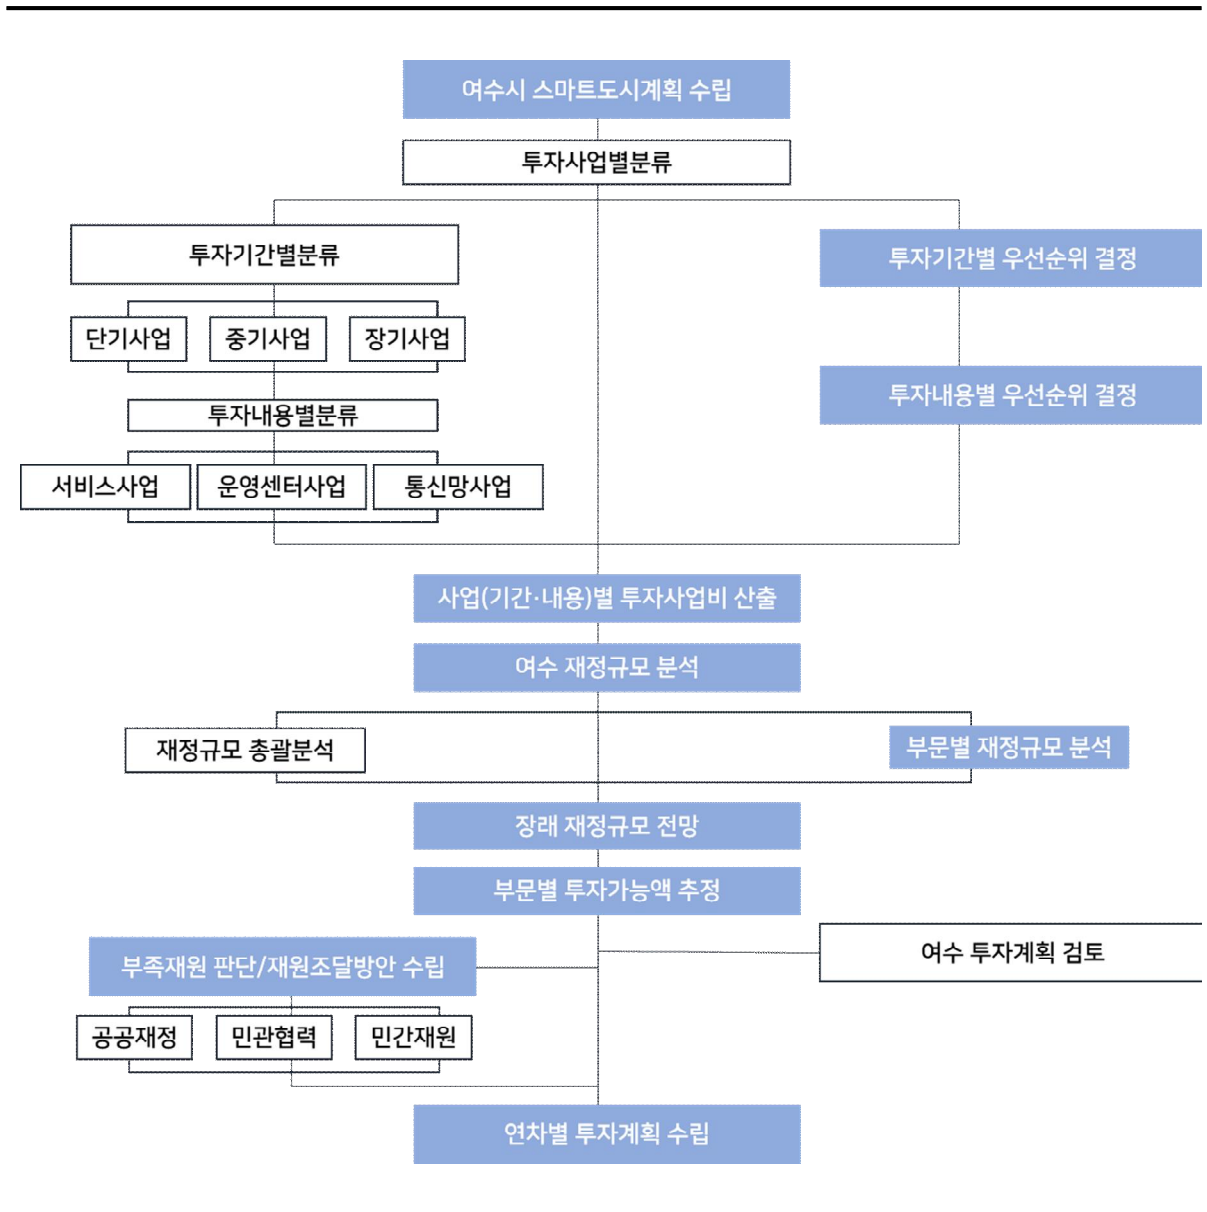 여수시 스마트도시계획 수립
투자사업별분류
투자기간별분류
투자기간별 우선순위 결정
단기사업
중기사업
장기사업
투자내용별 우선순위 결정
투자내용별분류
서비스사업
운영센터사업
통신망사업
사업(기간·내용)별 투자사업비 산출
여수 재정규모 분석
재정규모 총괄분석
부문별 재정규모 분석
장래 재정규모 전망
부문별 투자가능액 추정
여수 투자계획 검토
부족재원 판단/재원조달방안 수립
공공재정
민관협력
민간재원
연차별 투자계획 수립